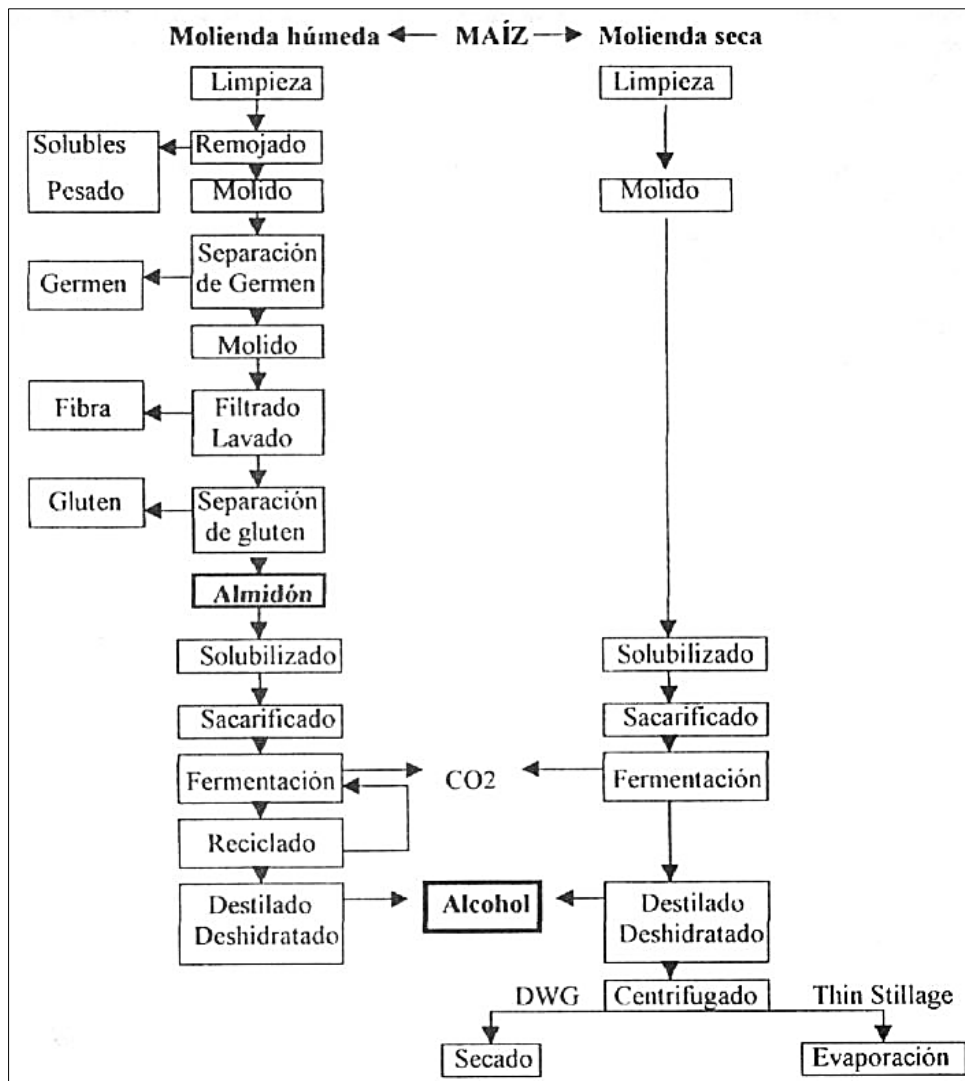 Molienda húmeda MAÍZ Molienda seca
Limpieza
Limpieza
Solubles
Pesado
Remojado
Molido
Molido
Separación
de Germen
Germen
Molido
Fibra
Filtrado
Lavado
Gluten
Separación
de gluten
Almidón
Solubilizado
Solubilizado
Sacarificado
Sacarificado
Fermentación
CO2
Fermentación
Reciclado
Destilado
Deshidratado
Alcohol
Destilado
Deshidratado
DWG
Centrifugado
Thin Stillage
Secado
Evaporación